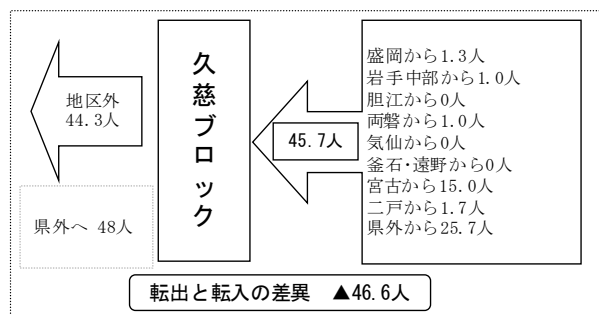 地区外
44.3人
県外へ 48人
久慈ブロック
45.7人
盛岡から1.3人
岩手中部から1.0人
胆江から0人
両磐から1.0人
気仙から0人
釜石・遠野から0人
宮古から15.0人
二戸から1.7人
県外から25.7人
転出と転入の差異 ▲46.6人